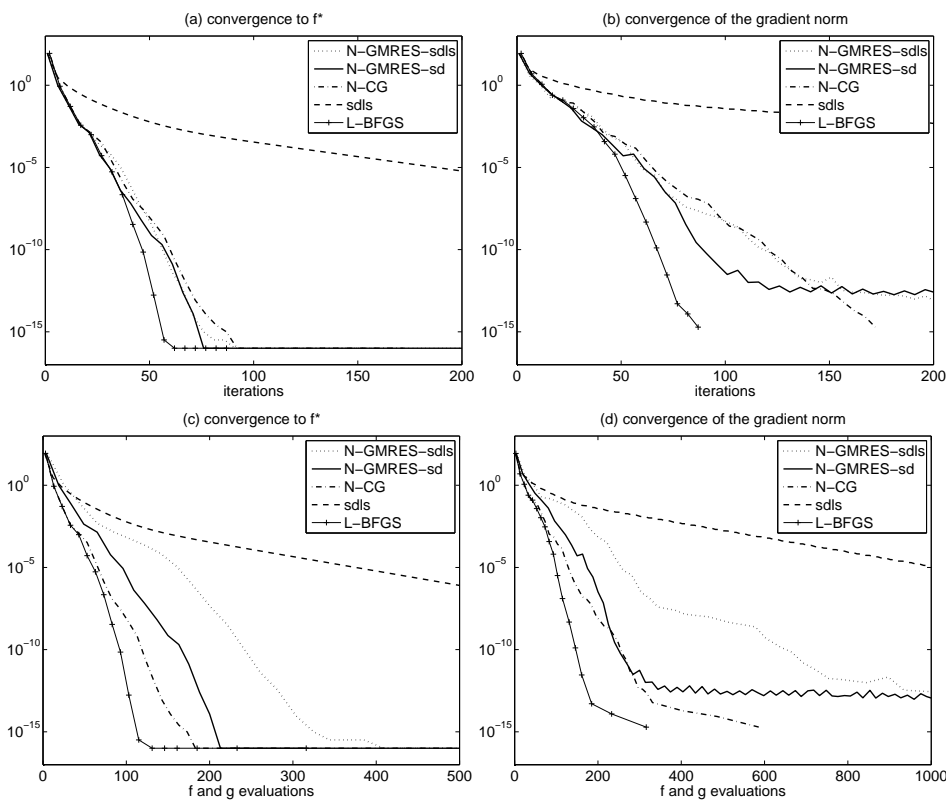 (a) convergence to f*
N−GMRES−sdls
N−GMRES−sd
N−CG
sdls
L−BFGS
10^0
10^−5
10^−10
10^−15
0 50 100 150 200
iterations
(b) convergence of the gradient norm
N−GMRES−sdls
N−GMRES−sd
N−CG
sdls
L−BFGS
10^0
10^−5
10^−10
10^−15
0 50 100 150 200
iterations
(c) convergence to f*
N−GMRES−sdls
N−GMRES−sd
N−CG
sdls
L−BFGS
10^0
10^−5
10^−10
10^−15
0 100 200 300 400 500
f and g evaluations
(d) convergence of the gradient norm
N−GMRES−sdls
N−GMRES−sd
N−CG
sdls
L−BFGS
10^0
10^−5
10^−10
10^−15
0 200 400 600 800 1000
f and g evaluations